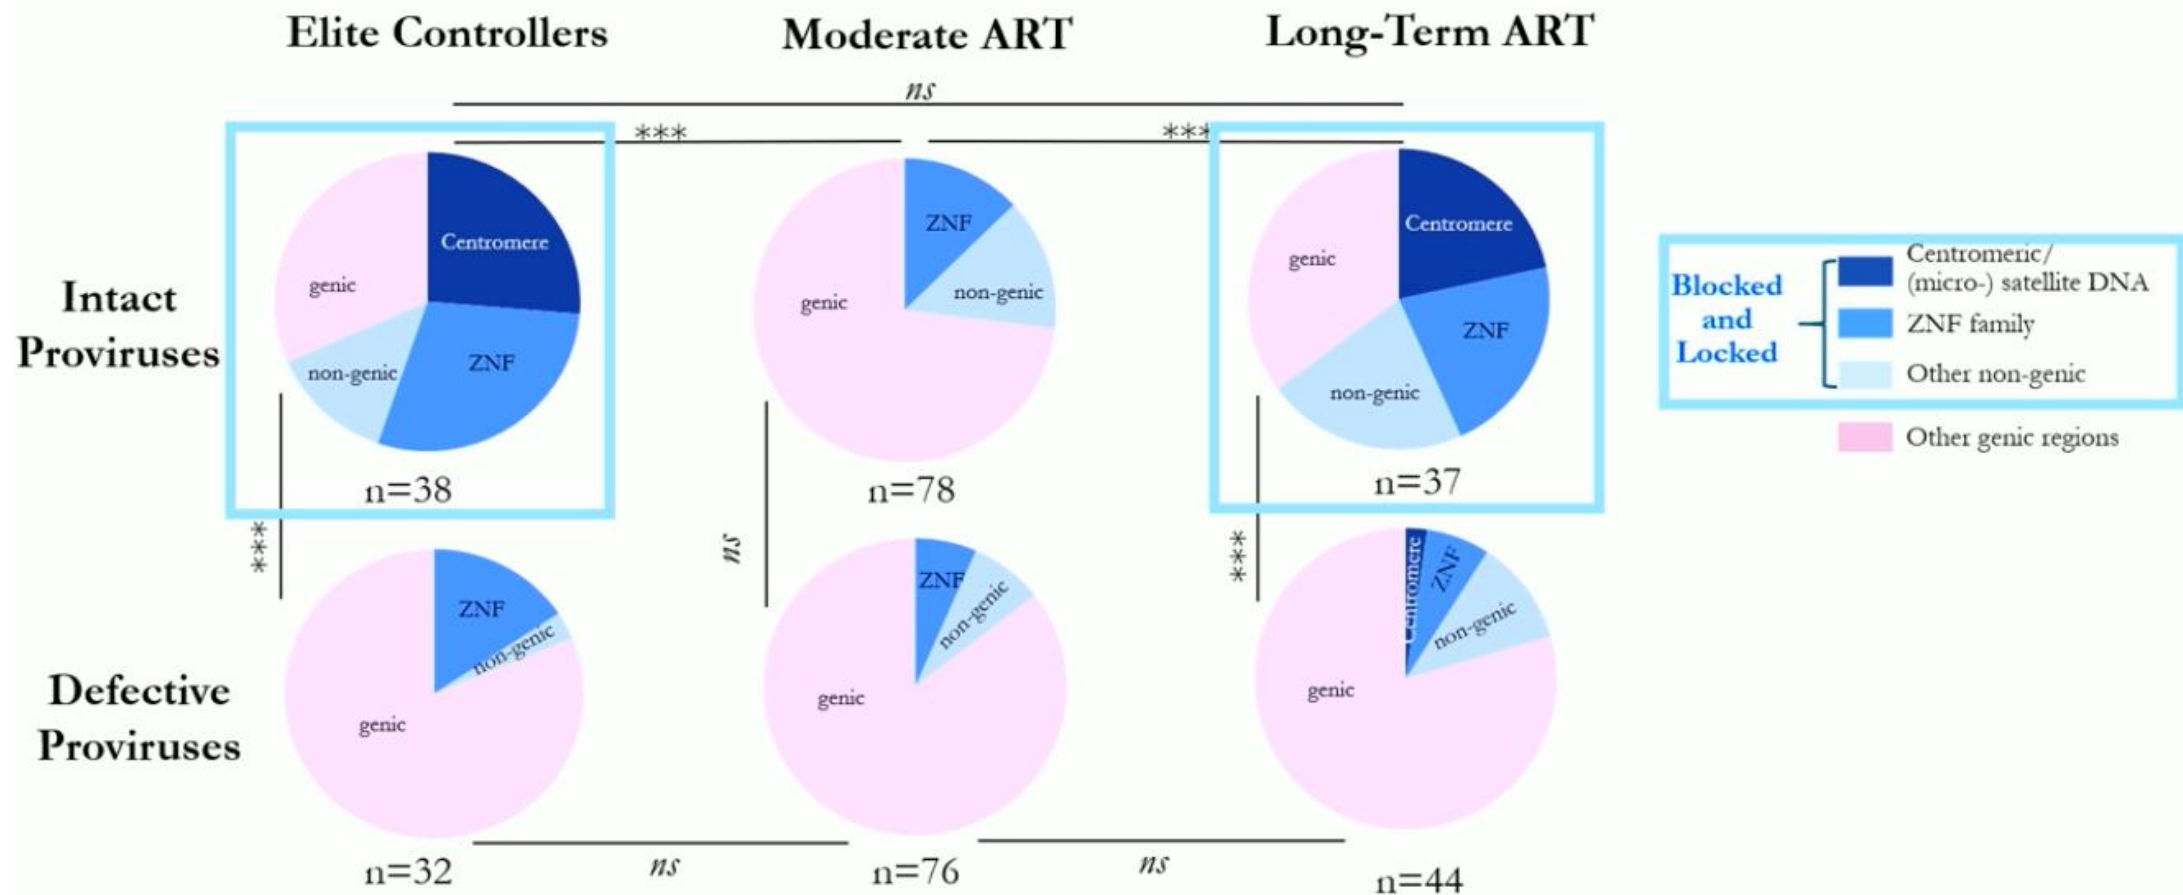 Elite Controllers
Moderate ART
Long-Term ART
ns
***
***
Intact
Proviruses
Centromere
genic
non-genic
ZNF
n=38
ZNF
genic
non-genic
n=78
Centromere
genic
ZNF
non-genic
n=37
Blocked
and
Locked
Centromeric/
(micro-) satellite DNA
ZNF family
Other non-genic
Other genic regions
***
ns
***
Defective
Proviruses
ZNF
non-genic
genic
n=32
ZNF
non-genic
genic
n=76
Centromere
ZNF
non-genic
genic
n=44
ns
ns